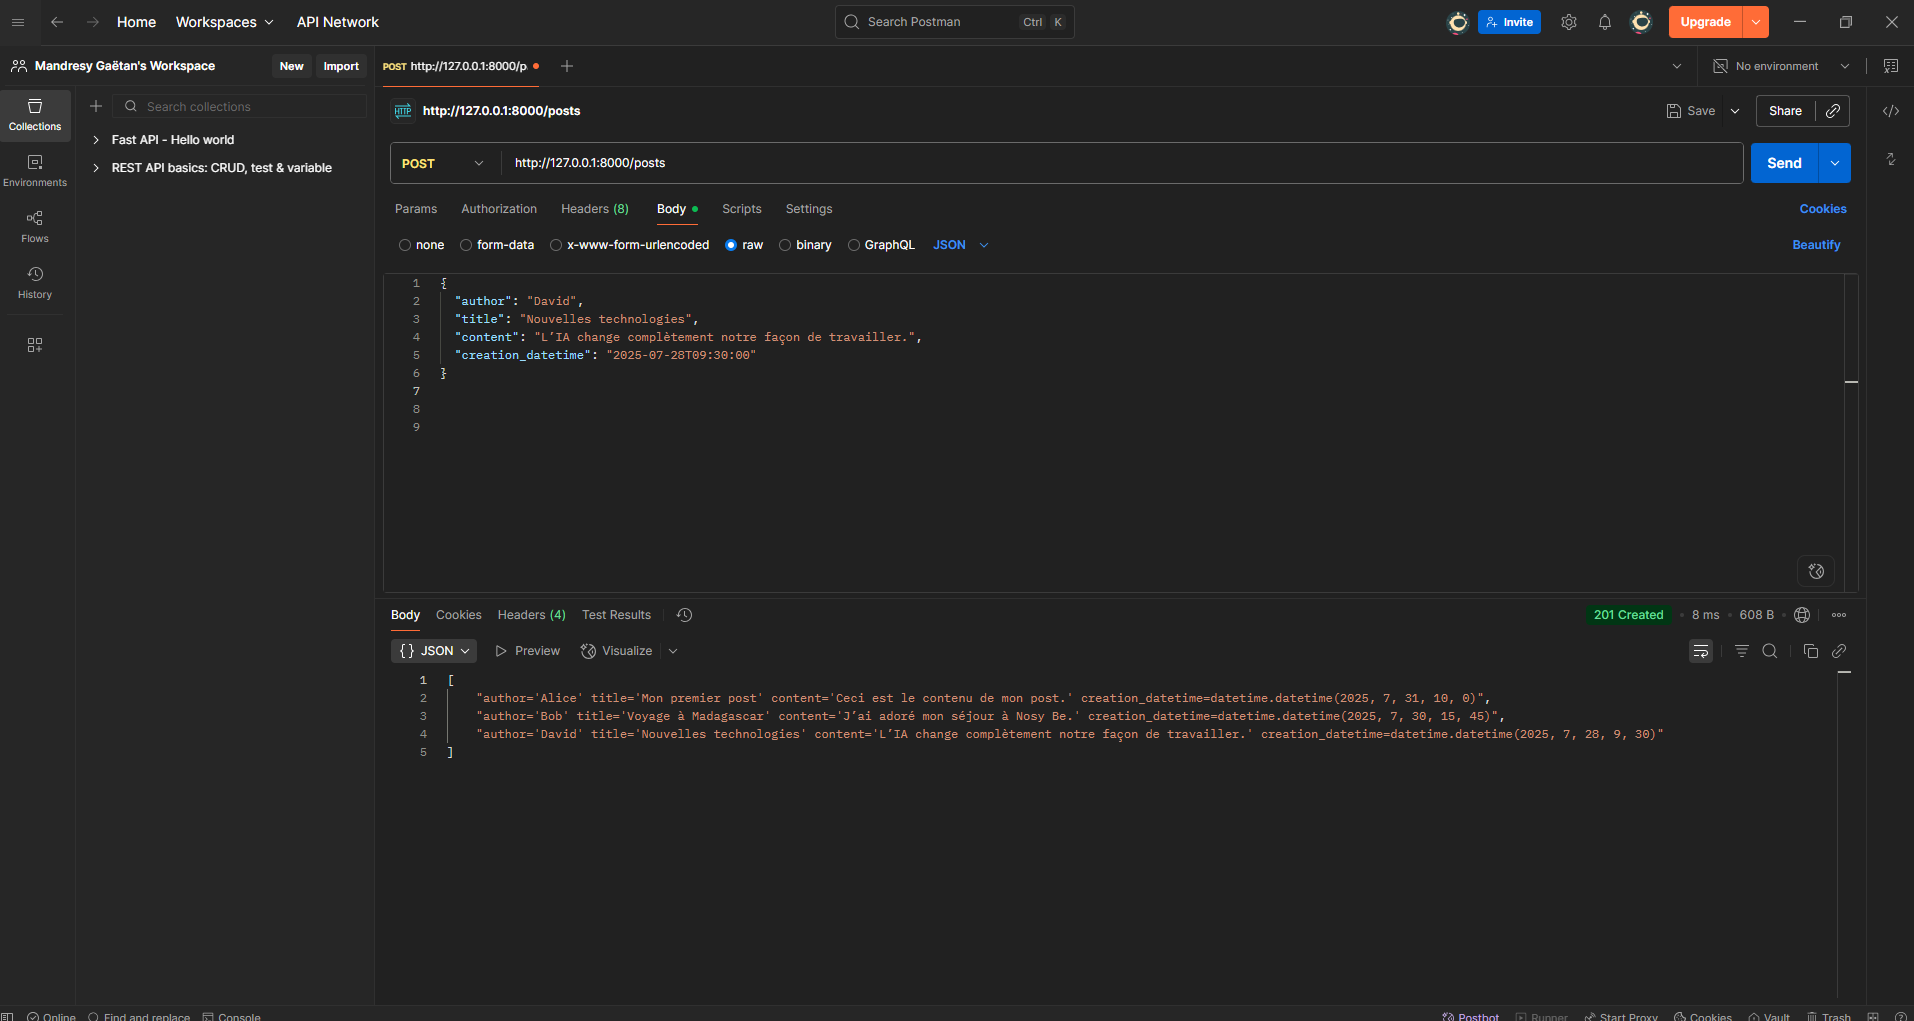 Home Workspaces API Network Search Postman Ctrl K Invite Upgrade
Mandresy Gaëtan's Workspace New Import POST http://127.0.0.1:8000/p No environment
Collections
Environments
Flows
History
Search collections
Fast API - Hello world
REST API basics: CRUD, test & variable
HTTP http://127.0.0.1:8000/posts Save Share
POST http://127.0.0.1:8000/posts Send
Params Authorization Headers (8) Body Scripts Settings Cookies
none form-data x-www-form-urlencoded raw binary GraphQL JSON Beautify
1 {
2 "author": "David",
3 "title": "Nouvelles technologies",
4 "content": "L’IA change complètement notre façon de travailler.",
5 "creation_datetime": "2025-07-28T09:30:00"
6 }
7
8
9
Body Cookies Headers (4) Test Results 201 Created 8 ms 608 B
{} JSON Preview Visualize
1 [
2 "author='Alice' title='Mon premier post' content='Ceci est le contenu de mon post.' creation_datetime=datetime.datetime(2025, 7, 31, 10, 0)",
3 "author='Bob' title='Voyage à Madagascar' content='J’ai adoré mon séjour à Nosy Be.' creation_datetime=datetime.datetime(2025, 7, 30, 15, 45)",
4 "author='David' title='Nouvelles technologies' content='L’IA change complètement notre façon de travailler.' creation_datetime=datetime.datetime(2025, 7, 28, 9, 30)"
5 ]
Online Find and replace Console Postbot Runner Start Proxy Cookies Vault Trash